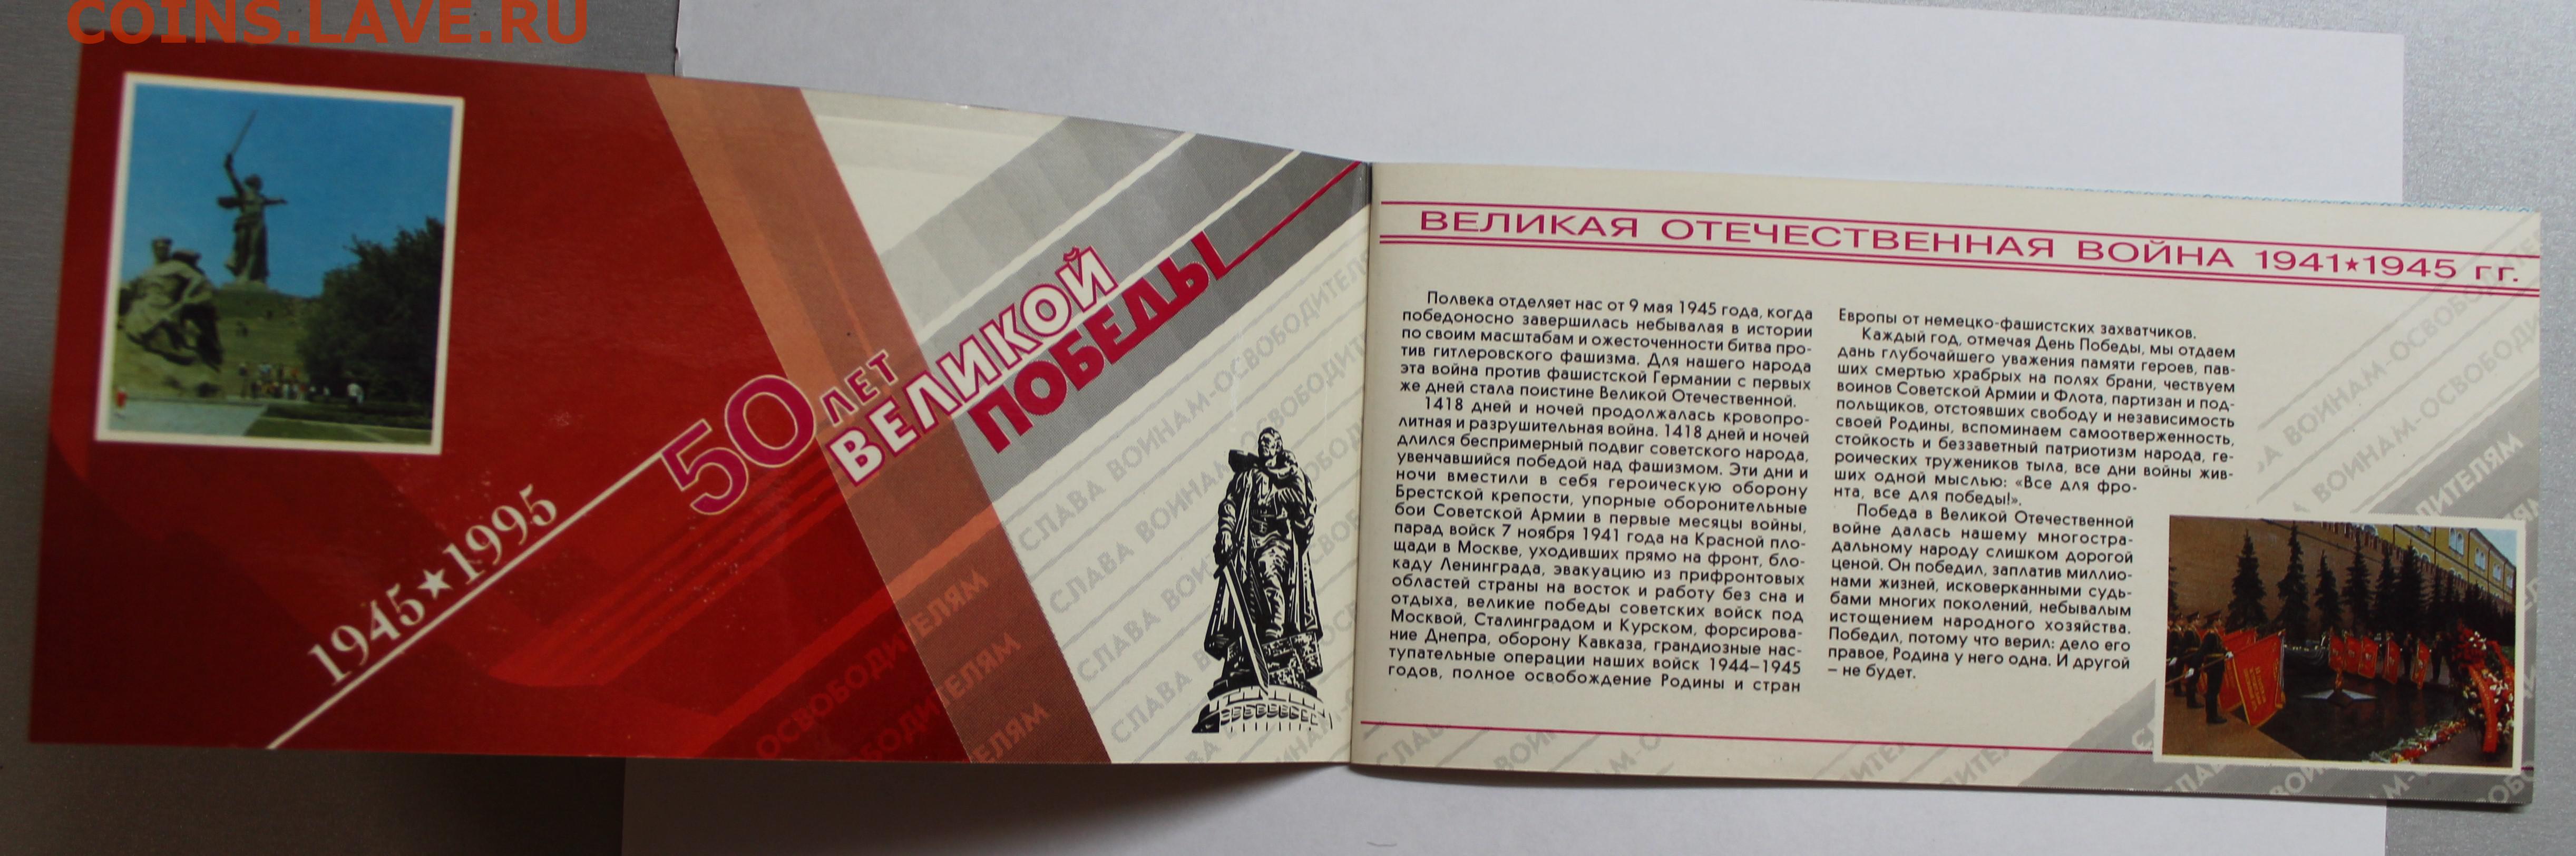 COINS.LAVE.RU
1945★1995
50 ЛЕТ
ВЕЛИКОЙ
ПОБЕДЫ
СЛАВА ВОИНАМ-ОСВОБОДИТЕЛЯМ
ВЕЛИКАЯ ОТЕЧЕСТВЕННАЯ ВОЙНА 1941★1945 гг.
Полвека отделяет нас от 9 мая 1945 года, когда
победоносно завершилась небывалая в истории
по своим масштабам и ожесточенности битва про-
тив гитлеровского фашизма. Для нашего народа
эта война против фашистской Германии с первых
же дней стала поистине Великой Отечественной.
1418 дней и ночей продолжалась кровопро-
литная и разрушительная война. 1418 дней и ночей
длился беспримерный подвиг советского народа,
увенчавшийся победой над фашизмом. Эти дни и
ночи вместили в себя героическую оборону
Брестской крепости, упорные оборонительные
бои Советской Армии в первые месяцы войны,
парад войск 7 ноября 1941 года на Красной пло-
щади в Москве, уходивших прямо на фронт, бло-
каду Ленинграда, эвакуацию из прифронтовых
областей страны на восток и работу без сна и
отдыха, великие победы советских войск под
Москвой, Сталинградом и Курском, форсирова-
ние Днепра, оборону Кавказа, грандиозные нас-
тупательные операции наших войск 1944–1945
годов, полное освобождение Родины и стран
Европы от немецко-фашистских захватчиков.
Каждый год, отмечая День Победы, мы отдаем
дань глубочайшего уважения памяти героев, пав-
ших смертью храбрых на полях брани, чествуем
воинов Советской Армии и Флота, партизан и под-
польщиков, отстоявших свободу и независимость
своей Родины, вспоминаем самоотверженность,
стойкость и беззаветный патриотизм народа, ге-
роических тружеников тыла, все дни войны жив-
ших одной мыслью: «Все для фро-
нта, все для победы!».
Победа в Великой Отечественной
войне далась нашему многостра-
дальному народу слишком дорогой
ценой. Он победил, заплатив миллио-
нами жизней, исковерканными судь-
бами многих поколений, небывалым
истощением народного хозяйства.
Победил, потому что верил: дело его
правое, Родина у него одна. И другой
– не будет.